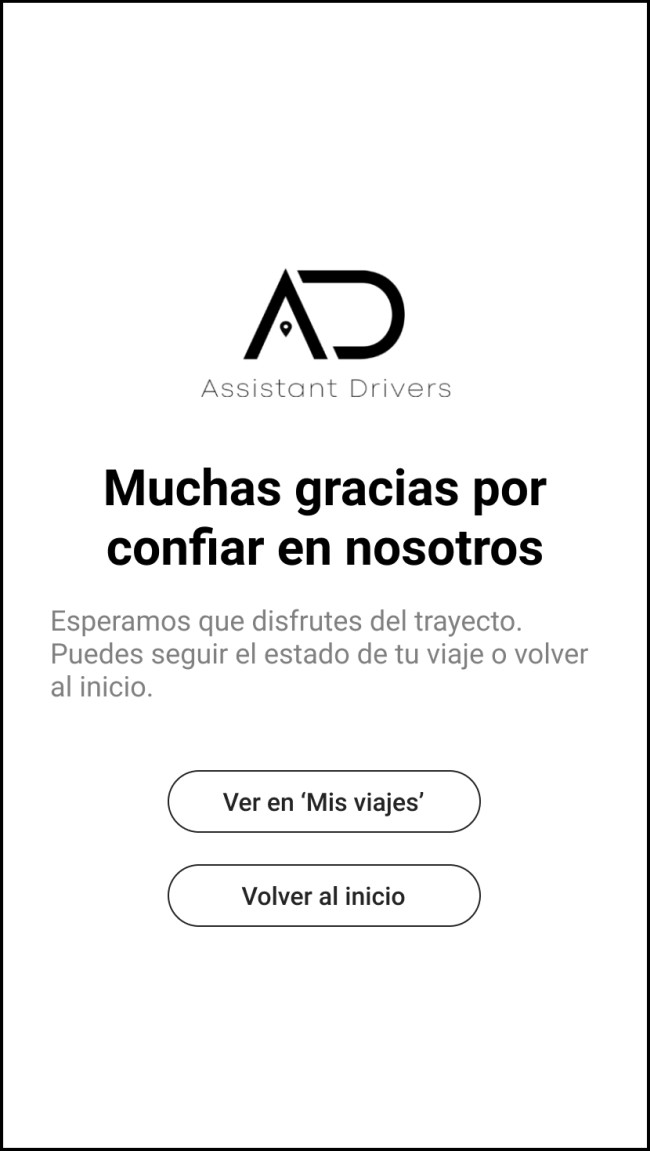 AD
Assistant Drivers
Muchas gracias por
confiar en nosotros
Esperamos que disfrutes del trayecto.
Puedes seguir el estado de tu viaje o volver
al inicio.
Ver en ‘Mis viajes’
Volver al inicio